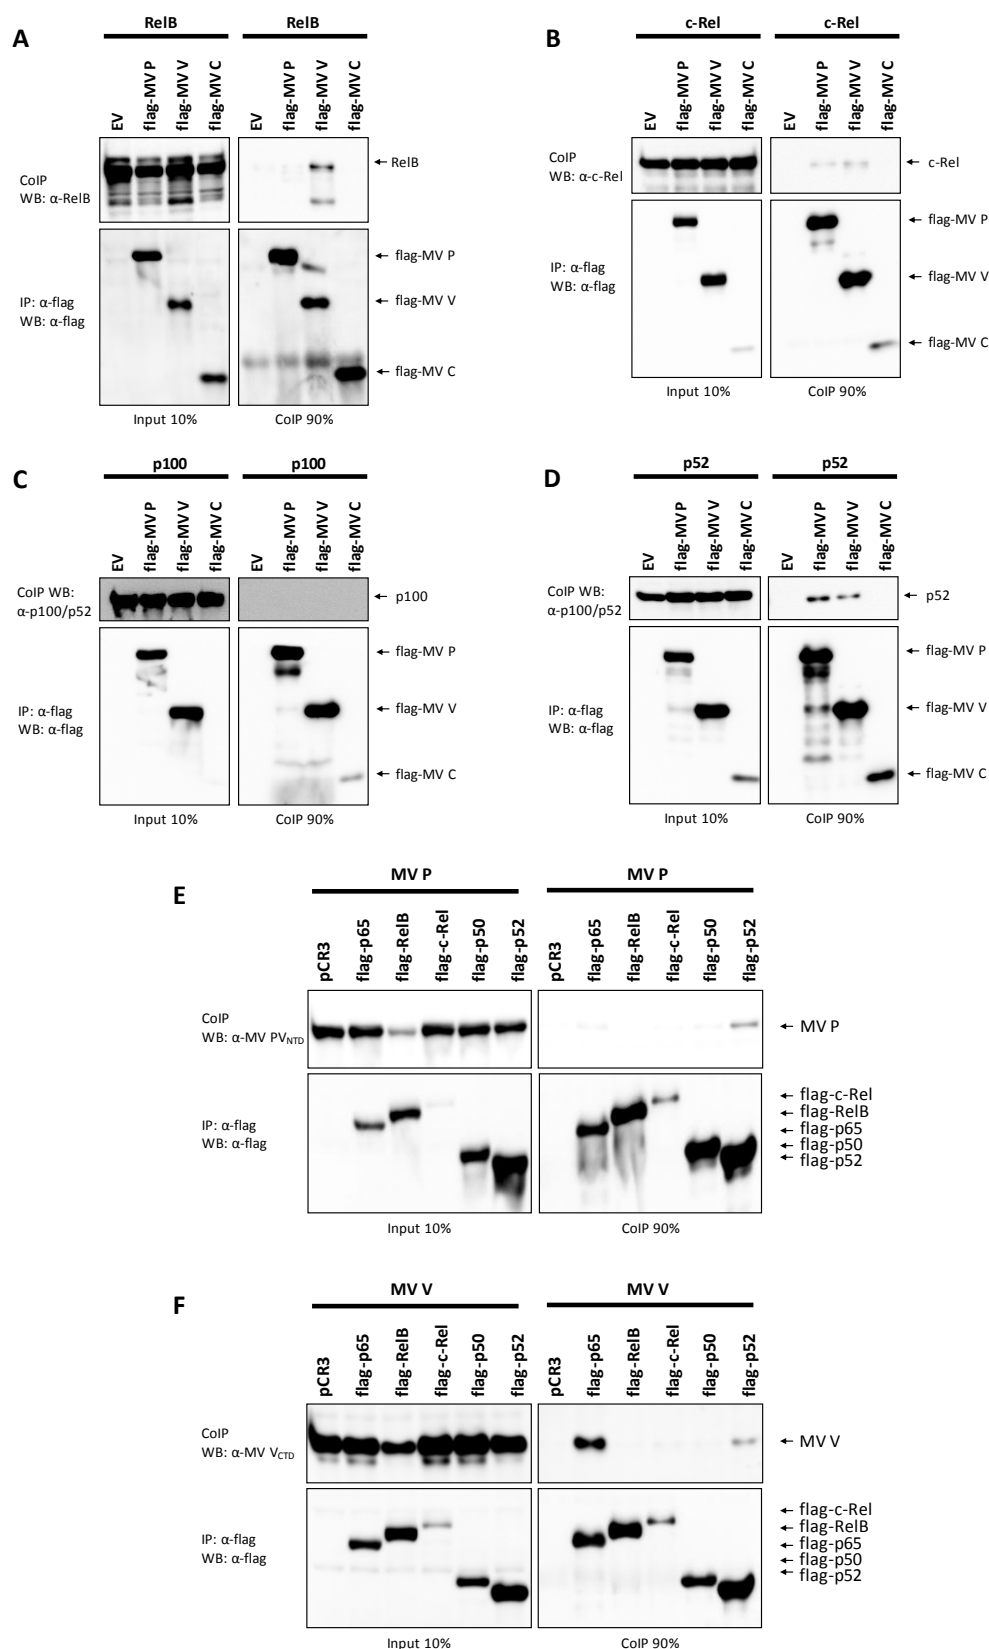 A
RelB
RelB
EV
flag-MV P
flag-MV V
flag-MV C
EV
flag-MV P
flag-MV V
flag-MV C
CoIP
WB: α-RelB
RelB
IP: α-flag
WB: α-flag
flag-MV P
flag-MV V
flag-MV C
Input 10%
CoIP 90%
B
c-Rel
c-Rel
EV
flag-MV P
flag-MV V
flag-MV C
EV
flag-MV P
flag-MV V
flag-MV C
CoIP
WB: α-c-Rel
c-Rel
IP: α-flag
WB: α-flag
flag-MV P
flag-MV V
flag-MV C
Input 10%
CoIP 90%
C
p100
p100
EV
flag-MV P
flag-MV V
flag-MV C
EV
flag-MV P
flag-MV V
flag-MV C
CoIP WB:
α-p100/p52
p100
IP: α-flag
WB: α-flag
flag-MV P
flag-MV V
flag-MV C
Input 10%
CoIP 90%
D
p52
p52
EV
flag-MV P
flag-MV V
flag-MV C
EV
flag-MV P
flag-MV V
flag-MV C
CoIP WB:
α-p100/p52
p52
IP: α-flag
WB: α-flag
flag-MV P
flag-MV V
flag-MV C
Input 10%
CoIP 90%
E
MV P
MV P
pCR3
flag-p65
flag-RelB
flag-c-Rel
flag-p50
flag-p52
pCR3
flag-p65
flag-RelB
flag-c-Rel
flag-p50
flag-p52
CoIP
WB: α-MV PVNTD
MV P
IP: α-flag
WB: α-flag
flag-c-Rel
flag-RelB
flag-p65
flag-p50
flag-p52
Input 10%
CoIP 90%
F
MV V
MV V
pCR3
flag-p65
flag-RelB
flag-c-Rel
flag-p50
flag-p52
pCR3
flag-p65
flag-RelB
flag-c-Rel
flag-p50
flag-p52
CoIP
WB: α-MV VCTD
MV V
IP: α-flag
WB: α-flag
flag-c-Rel
flag-RelB
flag-p65
flag-p50
flag-p52
Input 10%
CoIP 90%